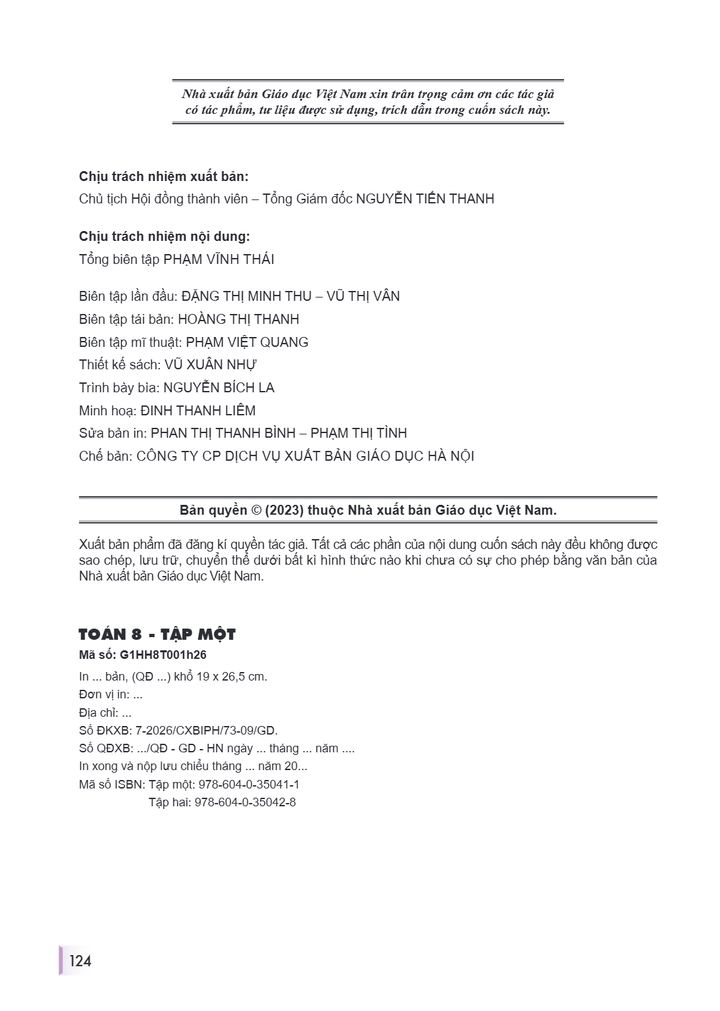 Nhà xuất bản Giáo dục Việt Nam xin trân trọng cảm ơn các tác giả
có tác phẩm, tư liệu được sử dụng, trích dẫn trong cuốn sách này.
Chịu trách nhiệm xuất bản:
Chủ tịch Hội đồng thành viên – Tổng Giám đốc NGUYỄN TIẾN THANH
Chịu trách nhiệm nội dung:
Tổng biên tập PHẠM VĨNH THÁI
Biên tập lần đầu: ĐẶNG THỊ MINH THU – VŨ THỊ VÂN
Biên tập tái bản: HOÀNG THỊ THANH
Biên tập mĩ thuật: PHẠM VIỆT QUANG
Thiết kế sách: VŨ XUÂN NHỰ
Trình bày bìa: NGUYỄN BÍCH LA
Minh hoạ: ĐINH THANH LIÊM
Sửa bản in: PHAN THỊ THANH BÌNH – PHẠM THỊ TÌNH
Chế bản: CÔNG TY CP DỊCH VỤ XUẤT BẢN GIÁO DỤC HÀ NỘI
Bản quyền © (2023) thuộc Nhà xuất bản Giáo dục Việt Nam.
Xuất bản phẩm đã đăng kí quyền tác giả. Tất cả các phần của nội dung cuốn sách này đều không được
sao chép, lưu trữ, chuyển thể dưới bất kì hình thức nào khi chưa có sự cho phép bằng văn bản của
Nhà xuất bản Giáo dục Việt Nam.
TOÁN 8 - TẬP MỘT
Mã số: G1HH8T001h26
In ... bản, (QĐ ...) khổ 19 x 26,5 cm.
Đơn vị in: ...
Địa chỉ: ...
Số ĐKXB: 7-2026/CXBIPH/73-09/GD.
Số QĐXB: .../QĐ - GD - HN ngày ... tháng ... năm ....
In xong và nộp lưu chiểu tháng ... năm 20...
Mã số ISBN: Tập một: 978-604-0-35041-1
Tập hai: 978-604-0-35042-8
124